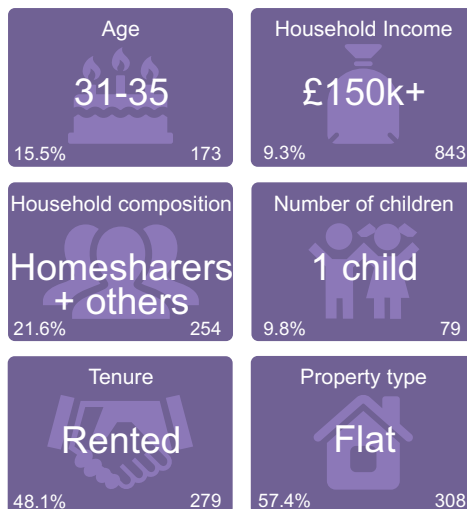 Age
31-35
15.5% 173
Household Income
£150k+
9.3% 843
Household composition
Homesharers
+ others
21.6% 254
Number of children
1 child
9.8% 79
Tenure
Rented
48.1% 279
Property type
Flat
57.4% 308